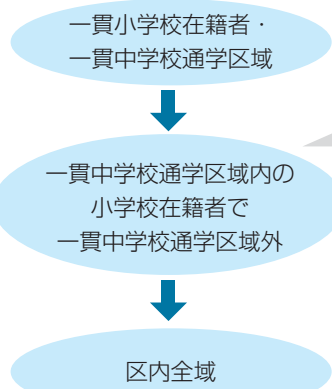 一貫小学校在籍者・
一貫中学校通学区域
一貫中学校通学区域内の
小学校在籍者で
一貫中学校通学区域外
区内全域